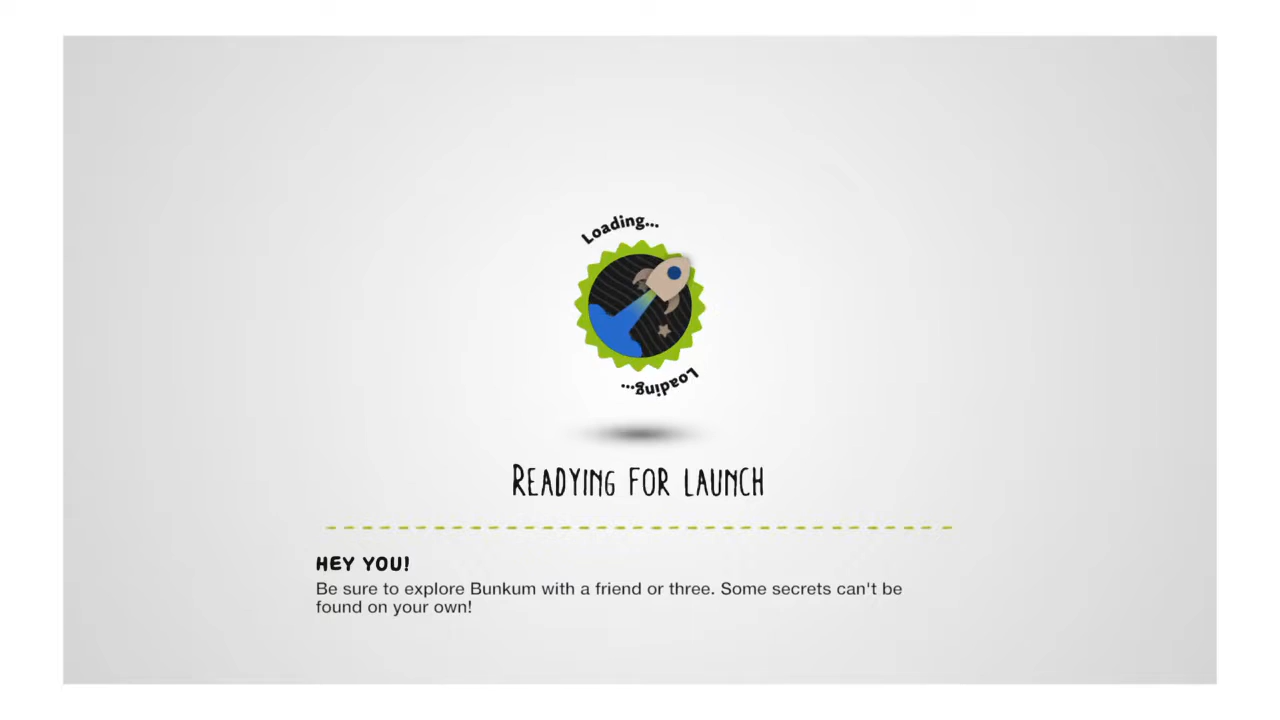 Loading...
Loading...
READYING FOR LAUNCH
HEY YOU!
Be sure to explore Bunkum with a friend or three. Some secrets can't be
found on your own!